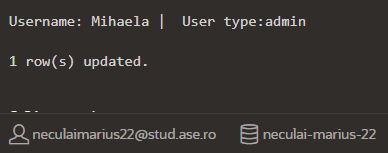 Username: Mihaela |  User type:admin
1 row(s) updated.
neculaimarius22@stud.ase.ro neculai-marius-22